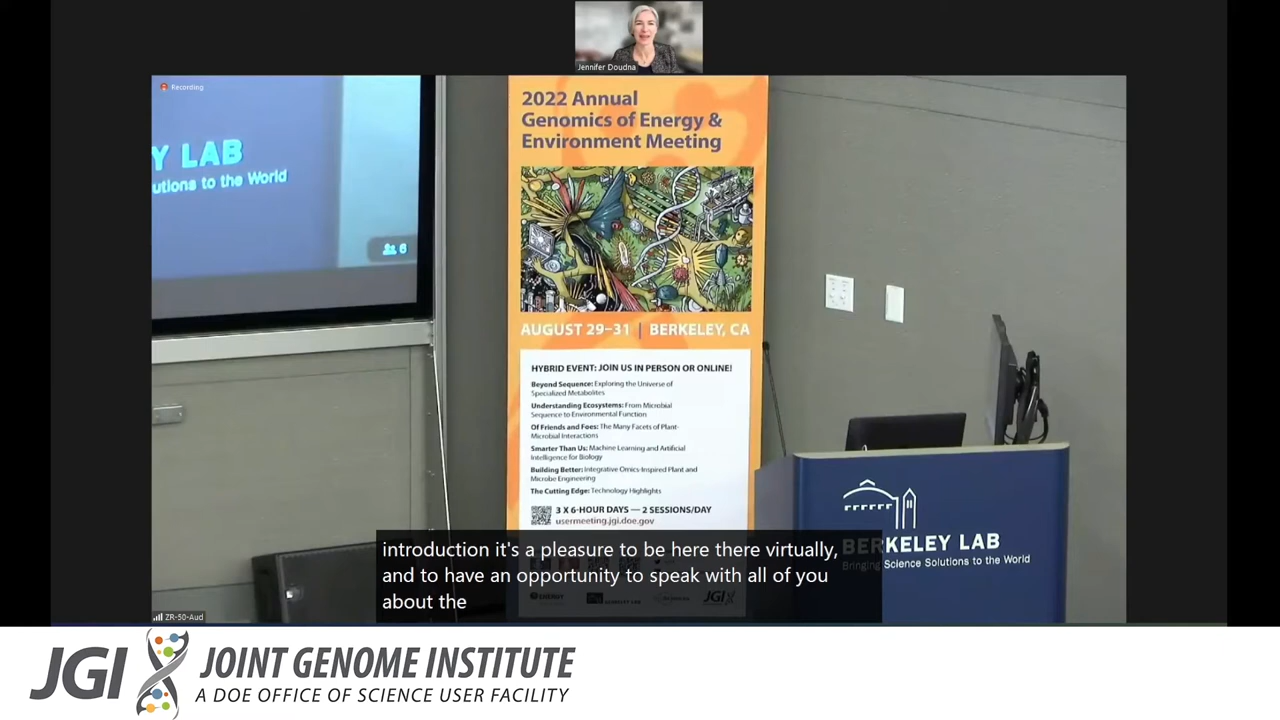 Jennifer Doudna
Recording
Y LAB
utions to the World
6
2022 Annual
Genomics of Energy &
Environment Meeting
AUGUST 29–31 | BERKELEY, CA
HYBRID EVENT: JOIN US IN PERSON OR ONLINE!
Beyond Sequence: Exploring the Universe of
Specialized Metabolites
Understanding Ecosystems: From Microbial
Sequence to Environmental Function
Of Friends and Foes: The Many Facets of Plant-
Microbial Interactions
Smarter Than Us: Machine Learning and Artificial
Intelligence for Biology
Building Better: Integrative Omics-Inspired Plant and
Microbe Engineering
The Cutting Edge: Technology Highlights
3 X 6-HOUR DAYS — 2 SESSIONS/DAY
usermeeting.jgi.doe.gov
introduction it's a pleasure to be here there virtually,
and to have an opportunity to speak with all of you
about the
BERKELEY LAB
Bringing Science Solutions to the World
ENERGY
JGI
ZR-50-Aud
JGI JOINT GENOME INSTITUTE
A DOE OFFICE OF SCIENCE USER FACILITY